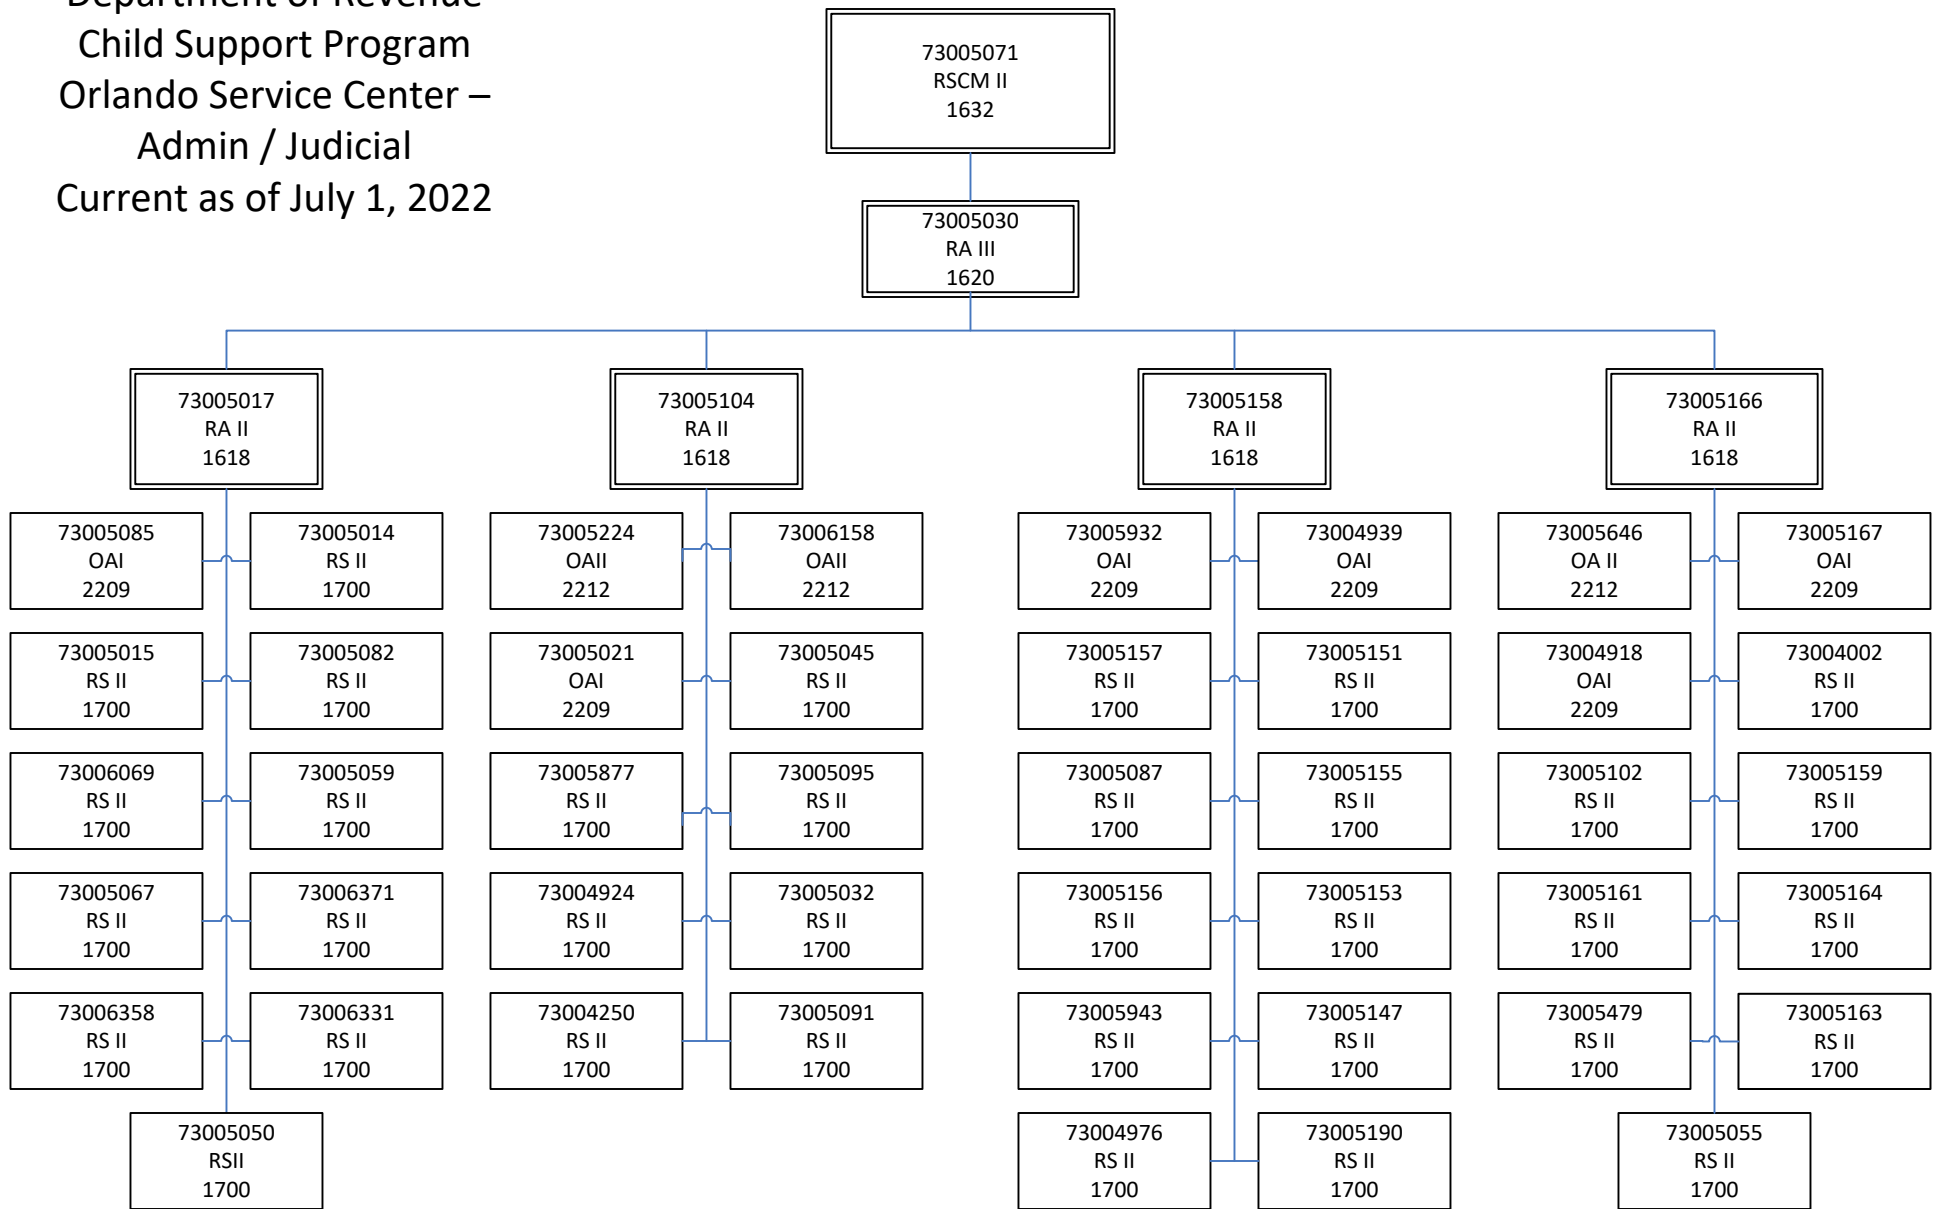 Department of Revenue
Child Support Program
Orlando Service Center –
Admin / Judicial
Current as of July 1, 2022
73005071
RSCM II
1632
73005030
RA III
1620
73005017
RA II
1618
73005104
RA II
1618
73005158
RA II
1618
73005166
RA II
1618
73005085
OAI
2209
73005014
RS II
1700
73005224
OAII
2212
73006158
OAII
2212
73005932
OAI
2209
73004939
OAI
2209
73005646
OA II
2212
73005167
OAI
2209
73005015
RS II
1700
73005082
RS II
1700
73005021
OAI
2209
73005045
RS II
1700
73005157
RS II
1700
73005151
RS II
1700
73004918
OAI
2209
73004002
RS II
1700
73006069
RS II
1700
73005059
RS II
1700
73005877
RS II
1700
73005095
RS II
1700
73005087
RS II
1700
73005155
RS II
1700
73005102
RS II
1700
73005159
RS II
1700
73005067
RS II
1700
73006371
RS II
1700
73004924
RS II
1700
73005032
RS II
1700
73005156
RS II
1700
73005153
RS II
1700
73005161
RS II
1700
73005164
RS II
1700
73006358
RS II
1700
73006331
RS II
1700
73004250
RS II
1700
73005091
RS II
1700
73005943
RS II
1700
73005147
RS II
1700
73005479
RS II
1700
73005163
RS II
1700
73005050
RSII
1700
73004976
RS II
1700
73005190
RS II
1700
73005055
RS II
1700